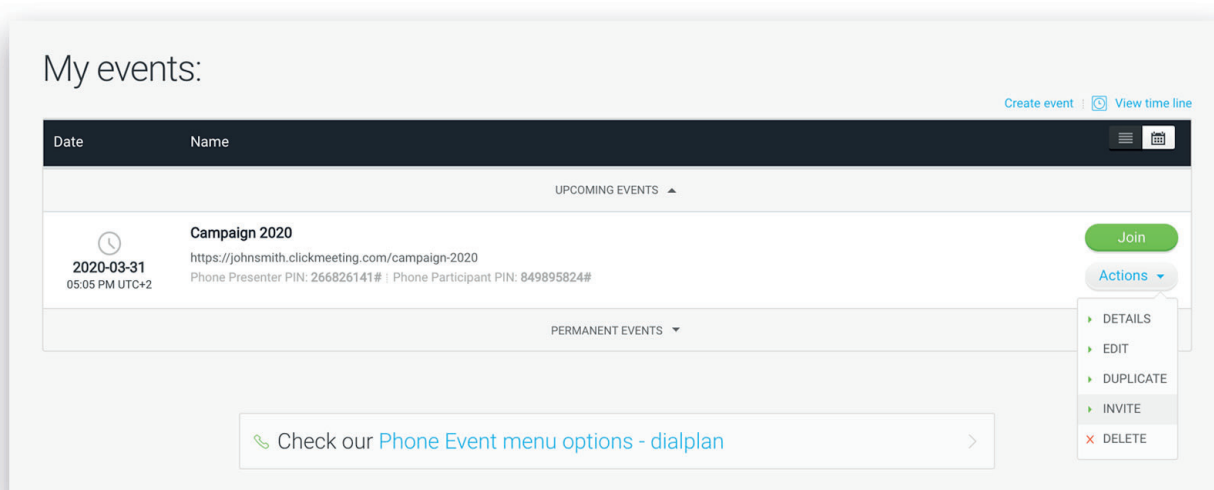 My events:
Create event | View time line
Date Name
UPCOMING EVENTS
Campaign 2020
Join
https://johnsmith.clickmeeting.com/campaign-2020
2020-03-31
Phone Presenter PIN: 266826141# | Phone Participant PIN: 849895824#
Actions
05:05 PM UTC+2
DETAILS
PERMANENT EVENTS
EDIT
DUPLICATE
INVITE
Check our Phone Event menu options - dialplan
DELETE